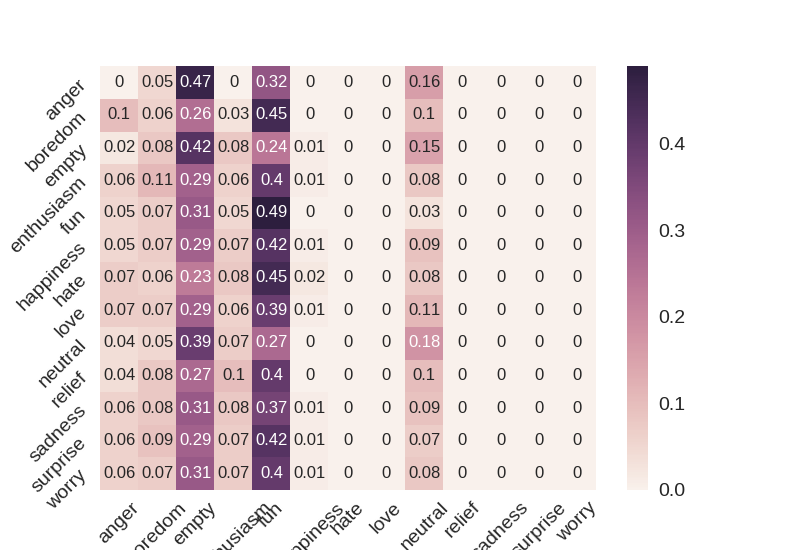 anger 0 0.05 0.47 0 0.32 0 0 0 0.16 0 0 0 0
boredom 0.1 0.06 0.26 0.03 0.45 0 0 0 0.1 0 0 0 0
empty 0.02 0.08 0.42 0.08 0.24 0.01 0 0 0.15 0 0 0 0
enthusiasm 0.06 0.11 0.29 0.06 0.4 0.01 0 0 0.08 0 0 0 0
fun 0.05 0.07 0.31 0.05 0.49 0 0 0 0.03 0 0 0 0
happiness 0.05 0.07 0.29 0.07 0.42 0.01 0 0 0.09 0 0 0 0
hate 0.07 0.06 0.23 0.08 0.45 0.02 0 0 0.08 0 0 0 0
love 0.07 0.07 0.29 0.06 0.39 0.01 0 0 0.11 0 0 0 0
neutral 0.04 0.05 0.39 0.07 0.27 0 0 0 0.18 0 0 0 0
relief 0.04 0.08 0.27 0.1 0.4 0 0 0 0.1 0 0 0 0
sadness 0.06 0.08 0.31 0.08 0.37 0.01 0 0 0.09 0 0 0 0
surprise 0.06 0.09 0.29 0.07 0.42 0.01 0 0 0.07 0 0 0 0
worry 0.06 0.07 0.31 0.07 0.4 0.01 0 0 0.08 0 0 0 0
anger oredom empty husiasm fun ppiness hate love neutral relief adness surprise worry
0.4
0.3
0.2
0.1
0.0